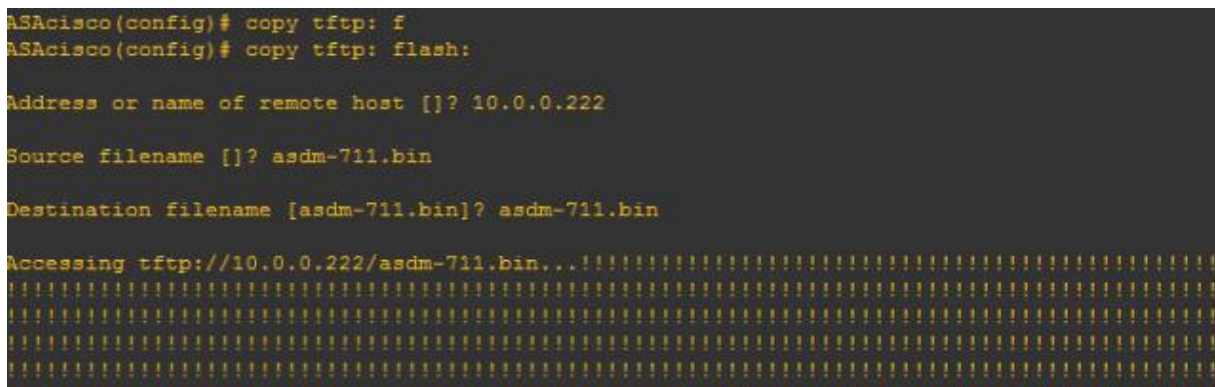 ASAcisco(config)# copy tftp: f
ASAcisco(config)# copy tftp: flash:
Address or name of remote host []? 10.0.0.222
Source filename []? asdm-711.bin
Destination filename [asdm-711.bin]? asdm-711.bin
Accessing tftp://10.0.0.222/asdm-711.bin...!!!!!!!!!!!!!!!!!!!!!!!!!!!!!!!!!!!!!!!!!!!!!!!!
!!!!!!!!!!!!!!!!!!!!!!!!!!!!!!!!!!!!!!!!!!!!!!!!!!!!!!!!!!!!!!!!!!!!!!!!!!!!!!!!!!!!!!!!!!!
!!!!!!!!!!!!!!!!!!!!!!!!!!!!!!!!!!!!!!!!!!!!!!!!!!!!!!!!!!!!!!!!!!!!!!!!!!!!!!!!!!!!!!!!!!!
!!!!!!!!!!!!!!!!!!!!!!!!!!!!!!!!!!!!!!!!!!!!!!!!!!!!!!!!!!!!!!!!!!!!!!!!!!!!!!!!!!!!!!!!!!!
!!!!!!!!!!!!!!!!!!!!!!!!!!!!!!!!!!!!!!!!!!!!!!!!!!!!!!!!!!!!!!!!!!!!!!!!!!!!!!!!!!!!!!!!!!!